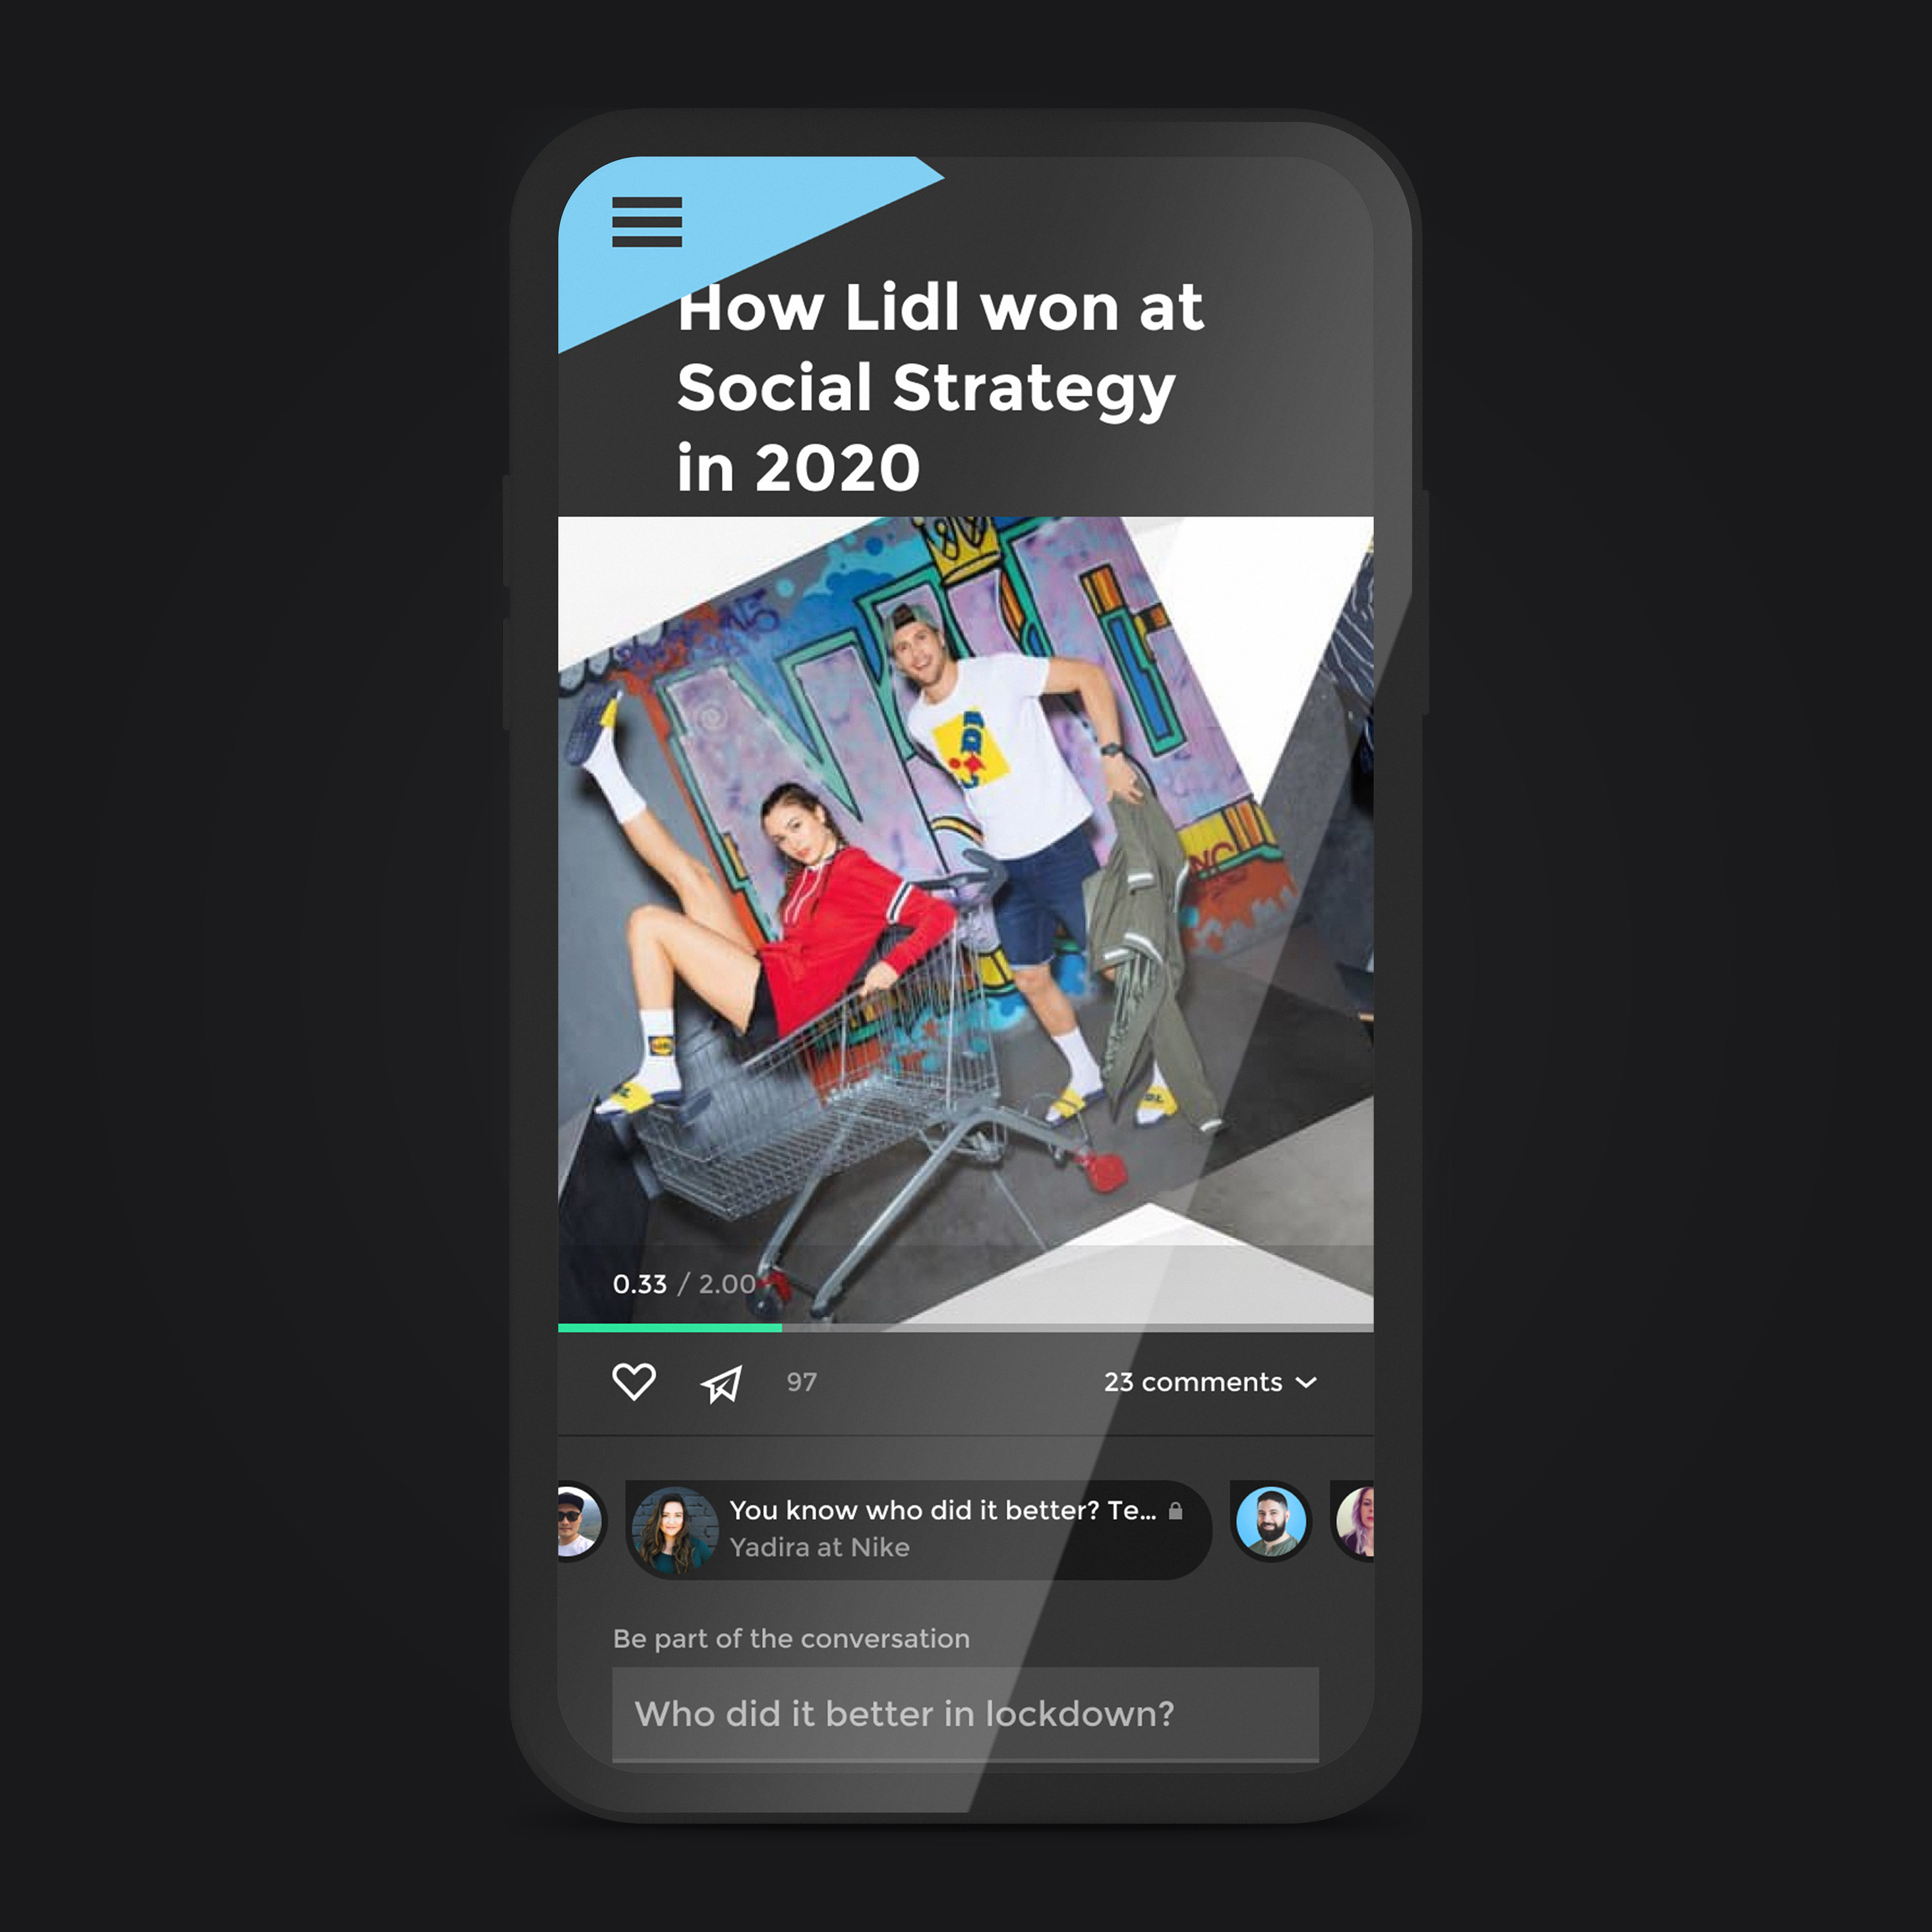 How Lidl won at
Social Strategy
in 2020
0.33 / 2.00
97
23 comments
You know who did it better? Te...
Yadira at Nike
Be part of the conversation
Who did it better in lockdown?